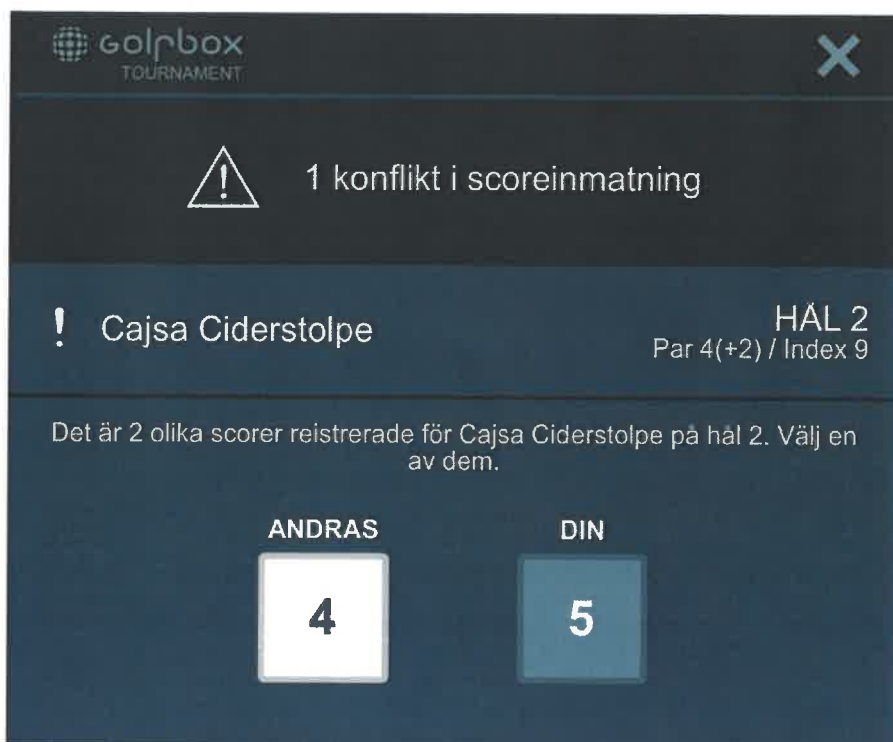 GolfBox
TOURNAMENT
1 konflikt i scoreinmatning
! Cajsa Ciderstolpe
HÅL 2
Par 4(+2) / Index 9
Det är 2 olika scorer reistrerade för Cajsa Ciderstolpe på hål 2. Välj en
av dem.
ANDRAS
DIN
4
5